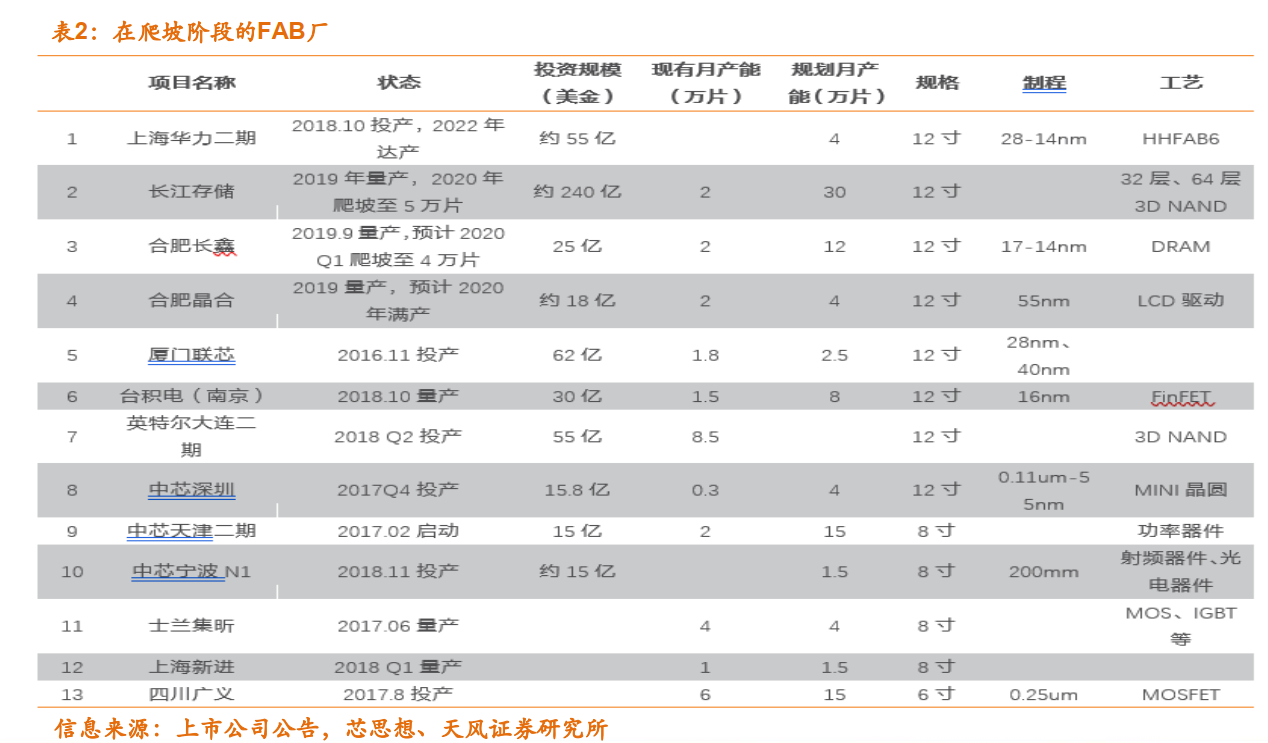 表2：在爬坡阶段的FAB厂
项目名称 状态 投资规模（美金） 现有月产能（万片） 规划月产能（万片） 规格 制程 工艺
1 上海华力二期 2018.10 投产，2022 年达产 约 55 亿 4 12 寸 28-14nm HHFAB6
2 长江存储 2019 年量产，2020 年爬坡至 5 万片 约 240 亿 2 30 12 寸 32 层、64 层 3D NAND
3 合肥长鑫 2019.9 量产,预计 2020 Q1 爬坡至 4 万片 25 亿 2 12 12 寸 17-14nm DRAM
4 合肥晶合 2019 量产，预计 2020 年满产 约 18 亿 2 4 12 寸 55nm LCD 驱动
5 厦门联芯 2016.11 投产 62 亿 1.8 2.5 12 寸 28nm、40nm
6 台积电（南京） 2018.10 量产 30 亿 1.5 8 12 寸 16nm FinFET
7 英特尔大连二期 2018 Q2 投产 55 亿 8.5 12 寸 3D NAND
8 中芯深圳 2017Q4 投产 15.8 亿 0.3 4 12 寸 0.11um-55nm MINI 晶圆
9 中芯天津二期 2017.02 启动 15 亿 2 15 8 寸 功率器件
10 中芯宁波 N1 2018.11 投产 约 15 亿 1.5 8 寸 200mm 射频器件、光电器件
11 士兰集昕 2017.06 量产 4 4 8 寸 MOS、IGBT 等
12 上海新进 2018 Q1 量产 1 1.5 8 寸
13 四川广义 2017.8 投产 6 15 6 寸 0.25um MOSFET
信息来源：上市公司公告，芯思想、天风证券研究所